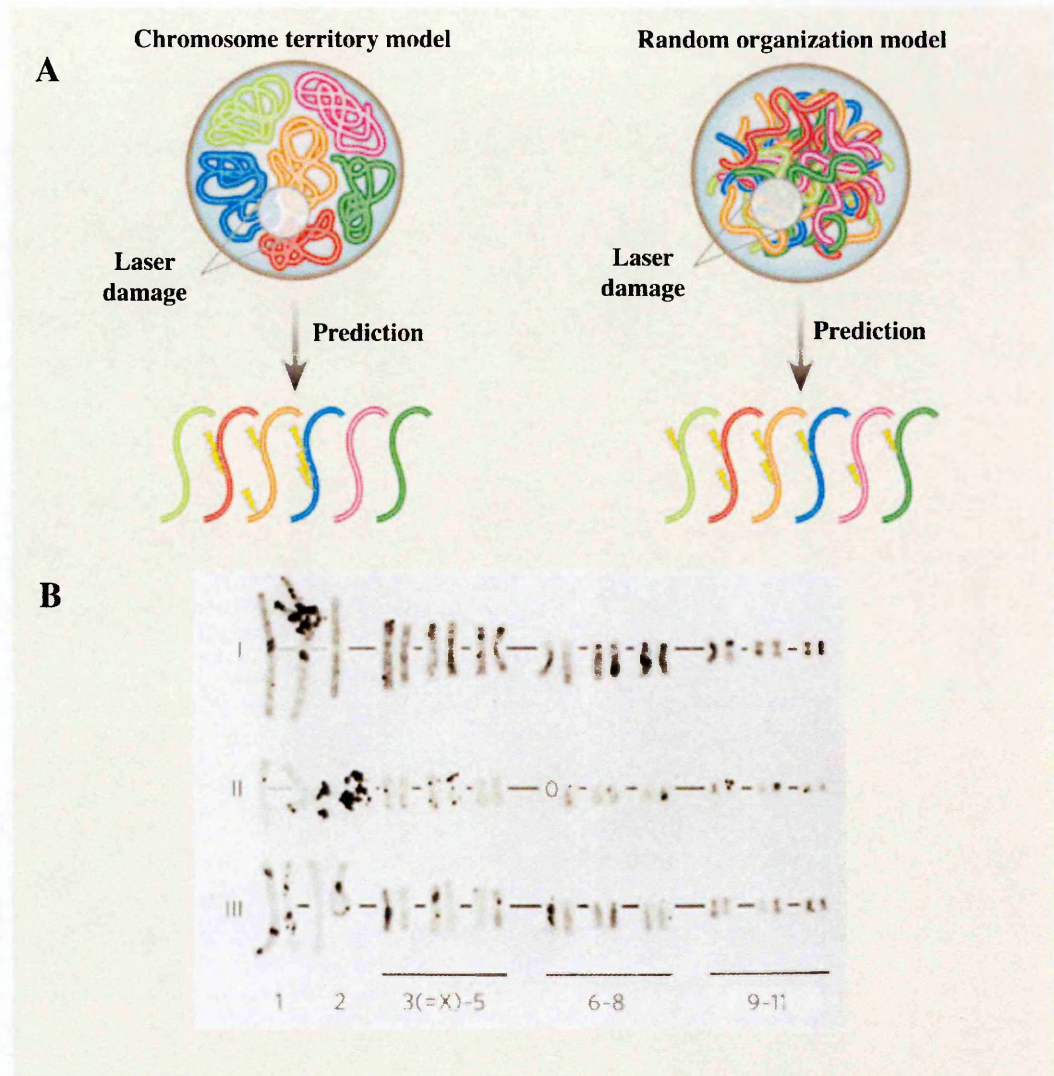 A
Chromosome territory model
Random organization model
Laser
damage
Laser
damage
Prediction
Prediction
B
I
II
O
III
1 2 3(=X)-5 6-8 9-11